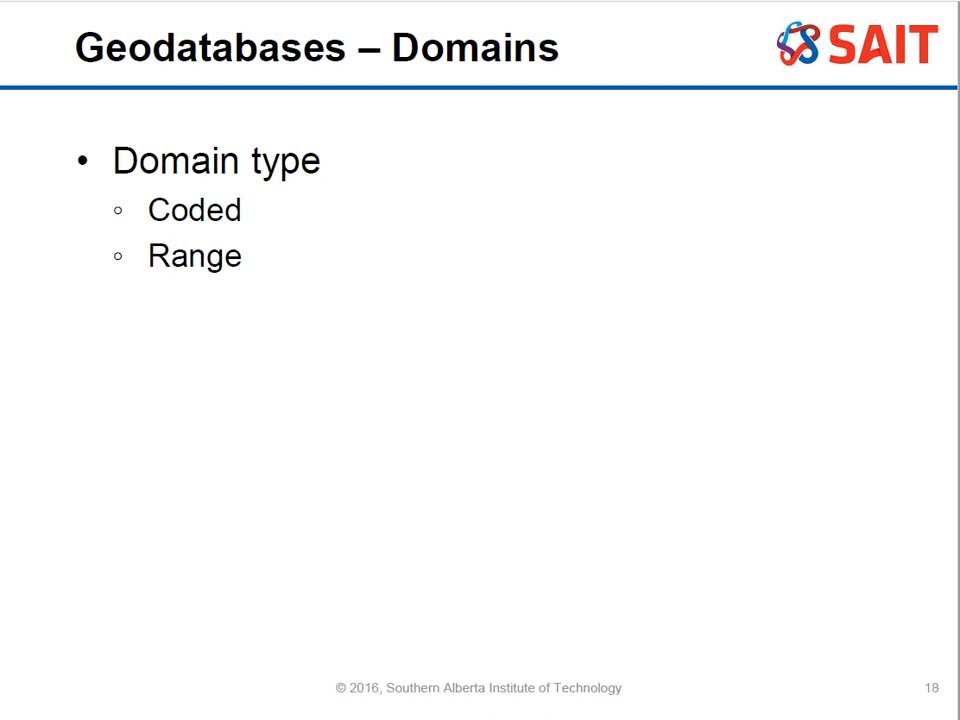 Geodatabases – Domains
SAIT
• Domain type
◦ Coded
◦ Range
© 2016, Southern Alberta Institute of Technology
18